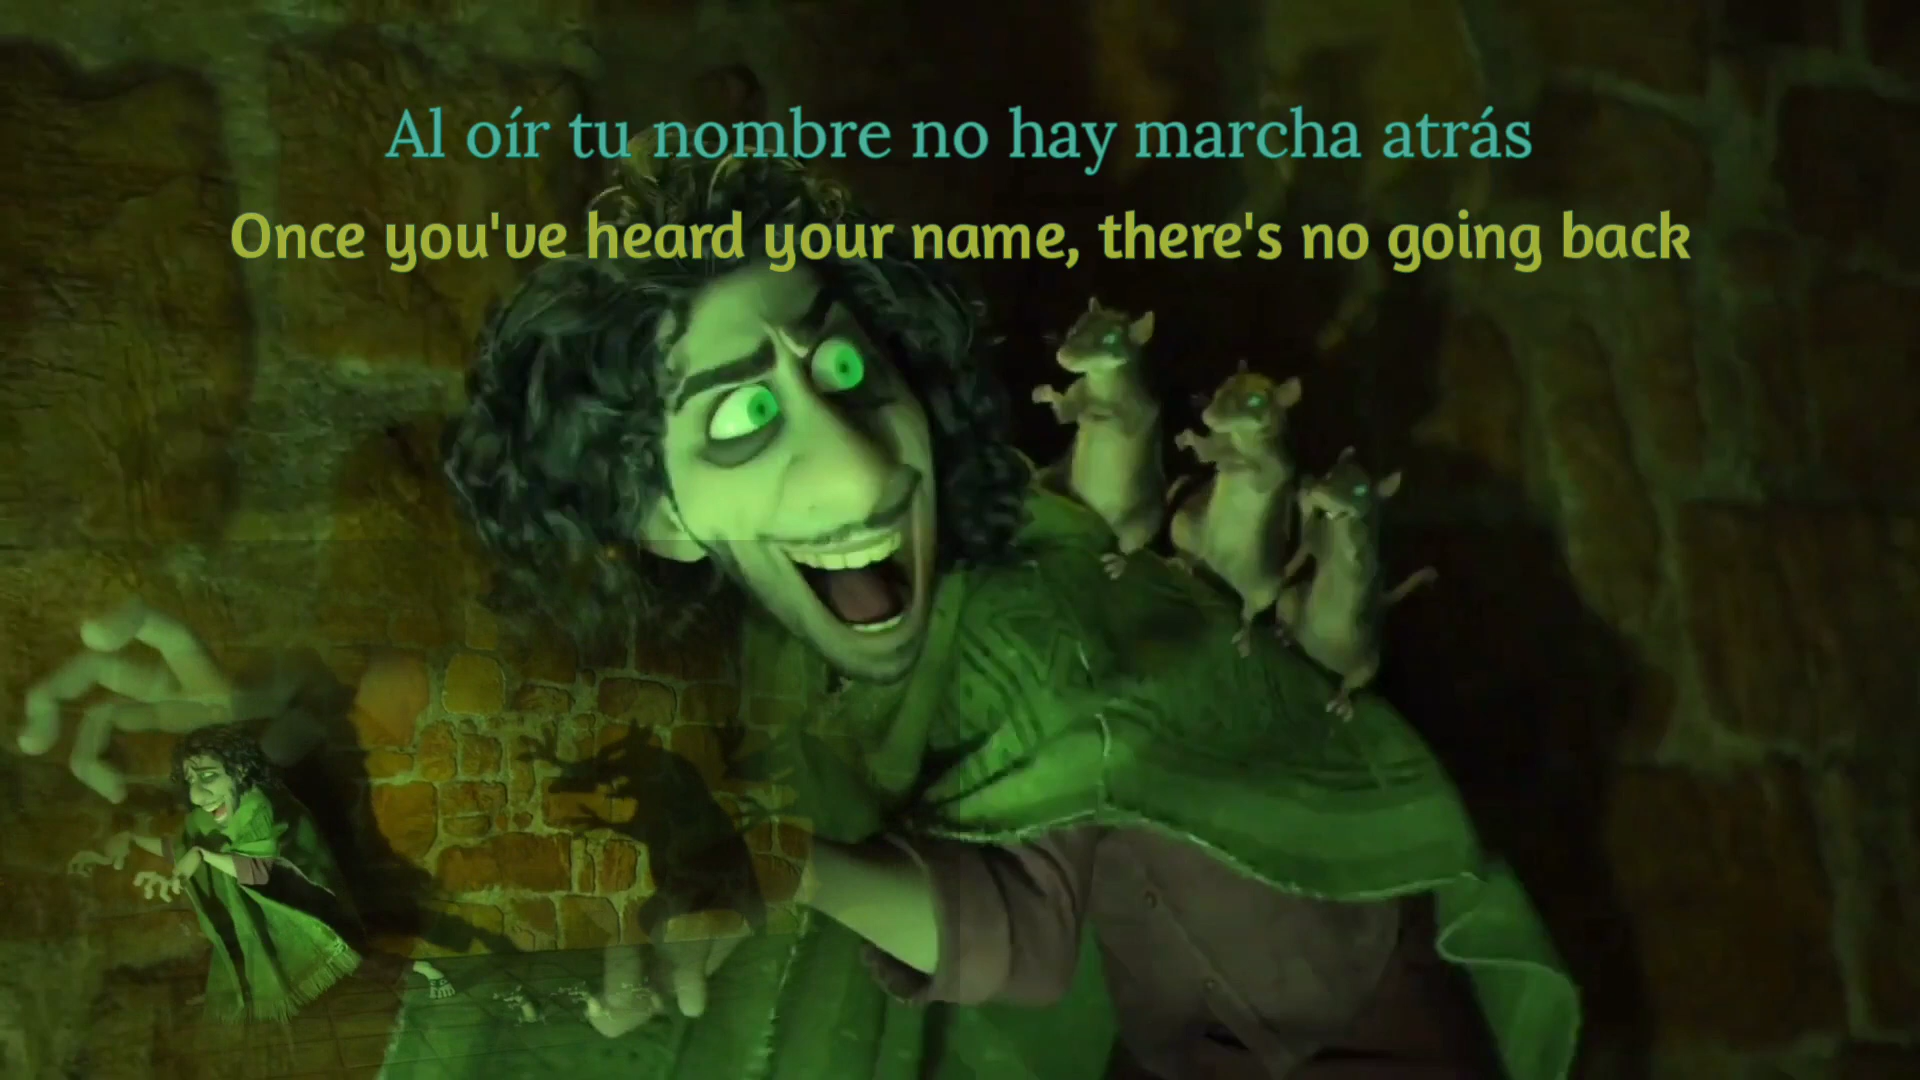 Al oír tu nombre no hay marcha atrás
Once you've heard your name, there's no going back